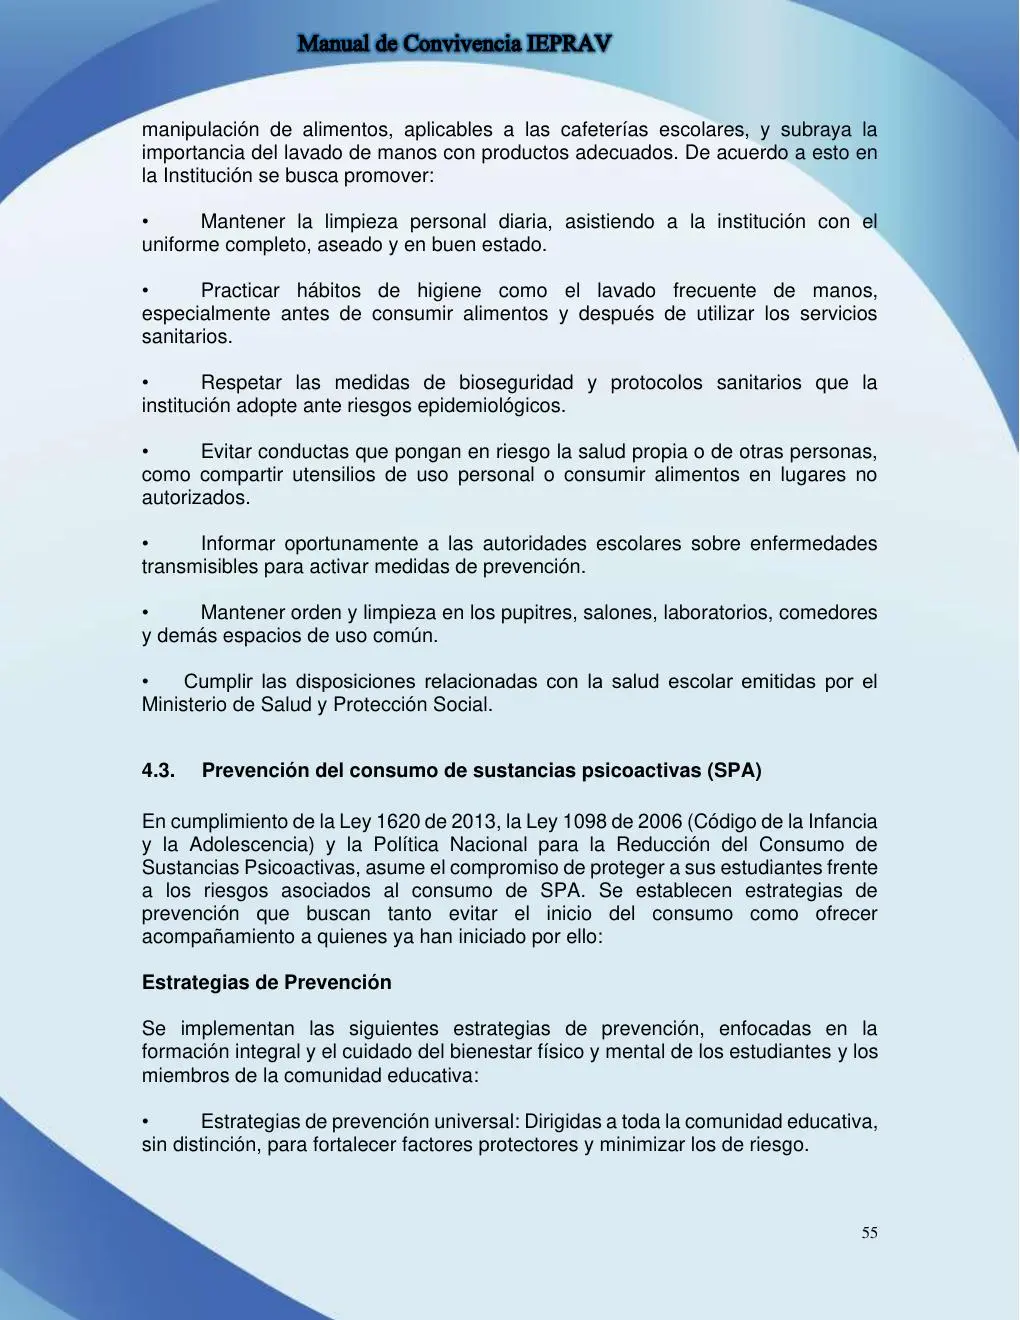 Manual de Convivencia IEPRAV
manipulación de alimentos, aplicables a las cafeterías escolares, y subraya la
importancia del lavado de manos con productos adecuados. De acuerdo a esto en
la Institución se busca promover:
• Mantener la limpieza personal diaria, asistiendo a la institución con el
uniforme completo, aseado y en buen estado.
• Practicar hábitos de higiene como el lavado frecuente de manos,
especialmente antes de consumir alimentos y después de utilizar los servicios
sanitarios.
• Respetar las medidas de bioseguridad y protocolos sanitarios que la
institución adopte ante riesgos epidemiológicos.
• Evitar conductas que pongan en riesgo la salud propia o de otras personas,
como compartir utensilios de uso personal o consumir alimentos en lugares no
autorizados.
• Informar oportunamente a las autoridades escolares sobre enfermedades
transmisibles para activar medidas de prevención.
• Mantener orden y limpieza en los pupitres, salones, laboratorios, comedores
y demás espacios de uso común.
• Cumplir las disposiciones relacionadas con la salud escolar emitidas por el
Ministerio de Salud y Protección Social.
4.3. Prevención del consumo de sustancias psicoactivas (SPA)
En cumplimiento de la Ley 1620 de 2013, la Ley 1098 de 2006 (Código de la Infancia
y la Adolescencia) y la Política Nacional para la Reducción del Consumo de
Sustancias Psicoactivas, asume el compromiso de proteger a sus estudiantes frente
a los riesgos asociados al consumo de SPA. Se establecen estrategias de
prevención que buscan tanto evitar el inicio del consumo como ofrecer
acompañamiento a quienes ya han iniciado por ello:
Estrategias de Prevención
Se implementan las siguientes estrategias de prevención, enfocadas en la
formación integral y el cuidado del bienestar físico y mental de los estudiantes y los
miembros de la comunidad educativa:
• Estrategias de prevención universal: Dirigidas a toda la comunidad educativa,
sin distinción, para fortalecer factores protectores y minimizar los de riesgo.
55